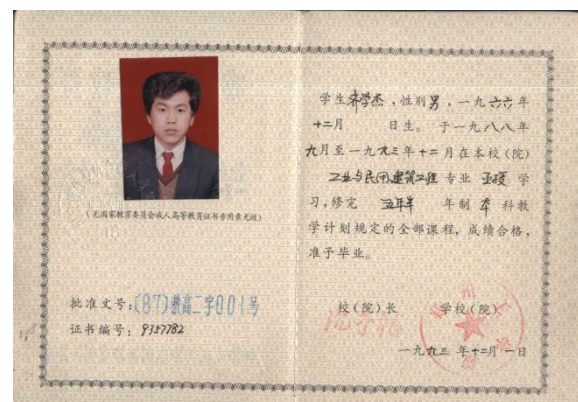 (无国家教育委员会成人高等教育证书专用章无效)
批准文号:(87)教高二字001号
证书编号:9357782
学生齐学杰,性别男,一九六六年
十二月 日生。于一九八八年
九月至一九九三年十二月在本校(院)
工业与民用建筑工程专业 学
习,修完 五年半 年制 本 科教
学计划规定的全部课程,成绩合格,
准予毕业。
校(院)长 学校(院)
一九九三年十二月一日